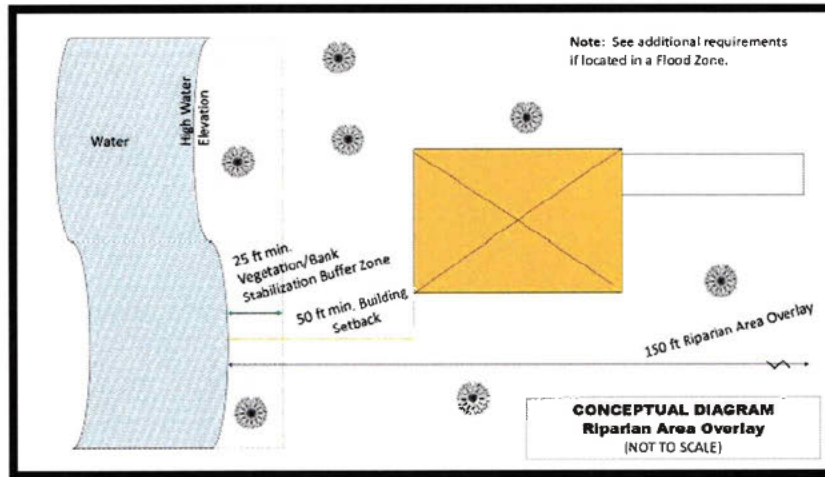 Note: See additional requirements
if located in a Flood Zone.
Water
High Water
Elevation
25 ft min.
Vegetation/Bank
Stabilization Buffer Zone
50 ft min. Building
Setback
150 ft Riparian Area Overlay
CONCEPTUAL DIAGRAM
Riparian Area Overlay
(NOT TO SCALE)